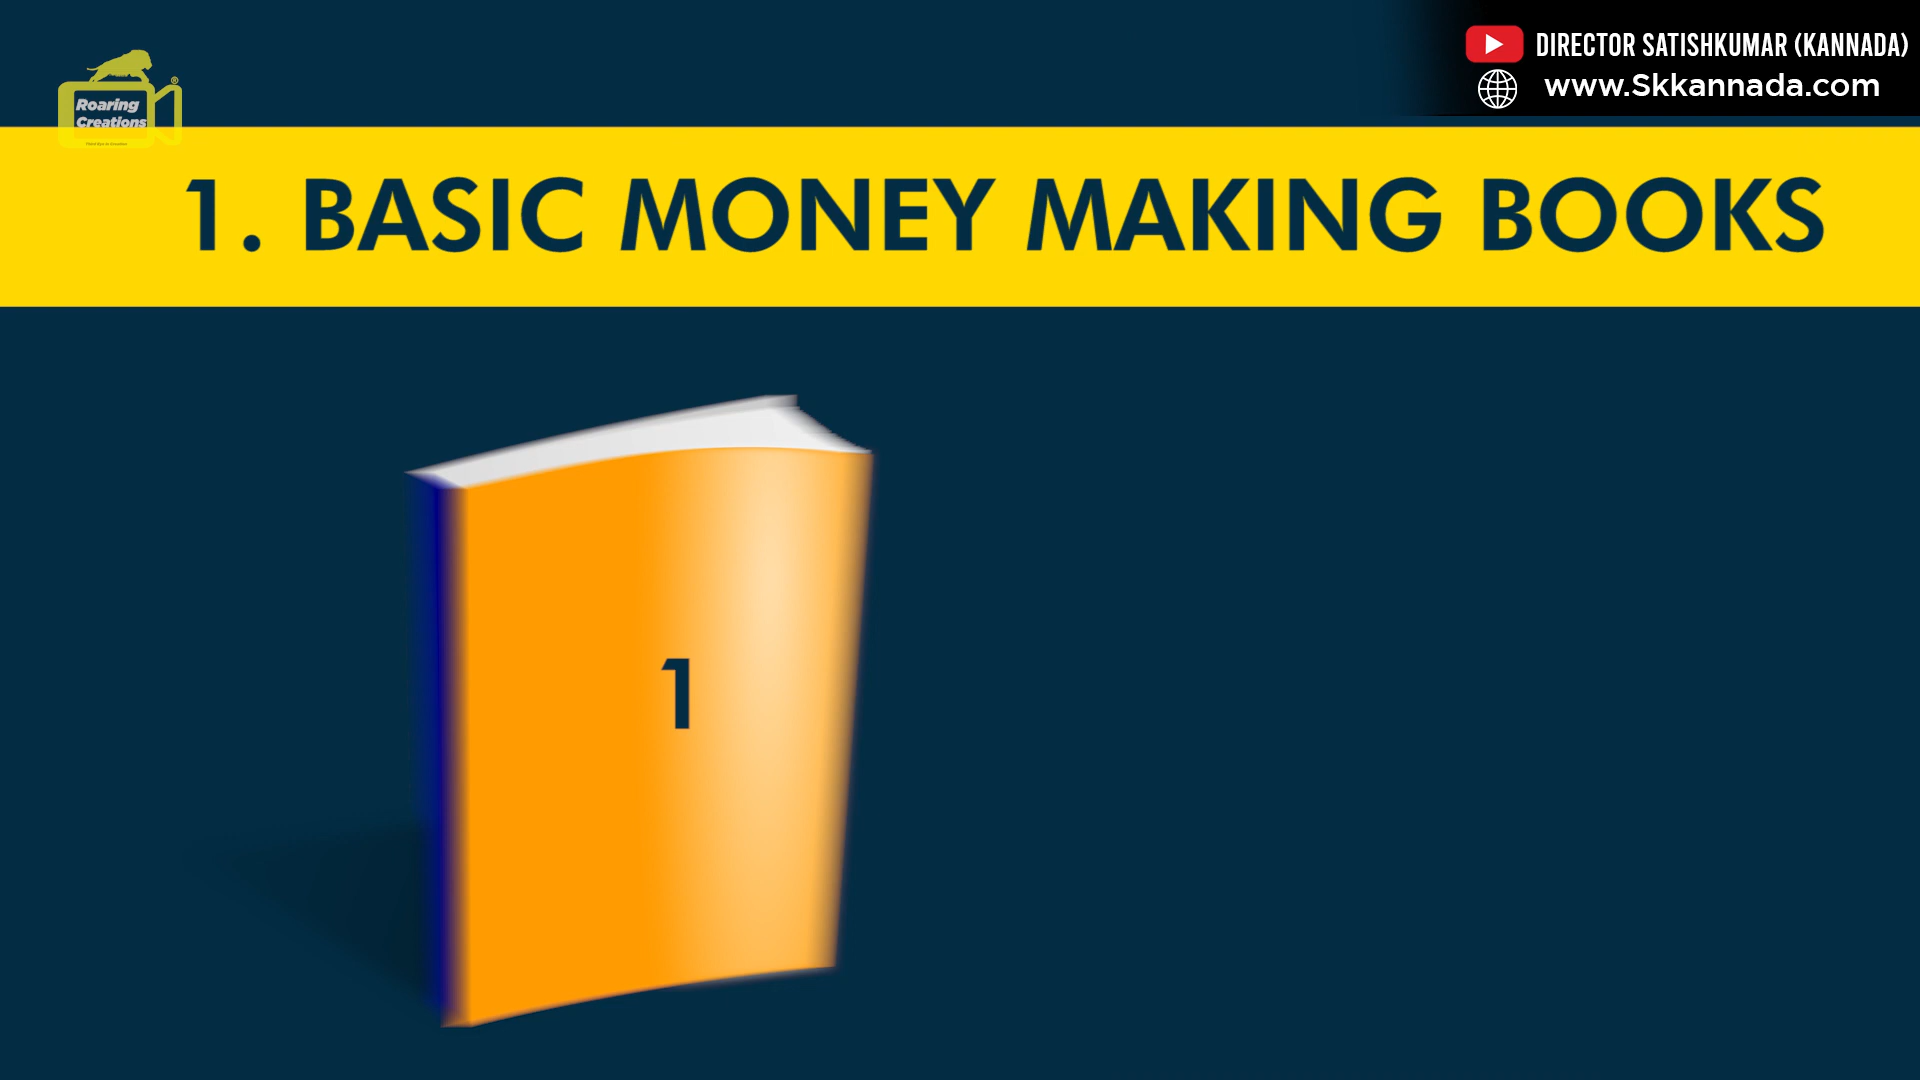 DIRECTOR SATISHKUMAR (KANNADA)
www.Skkannada.com
Roaring
Creations
®
1. BASIC MONEY MAKING BOOKS
1